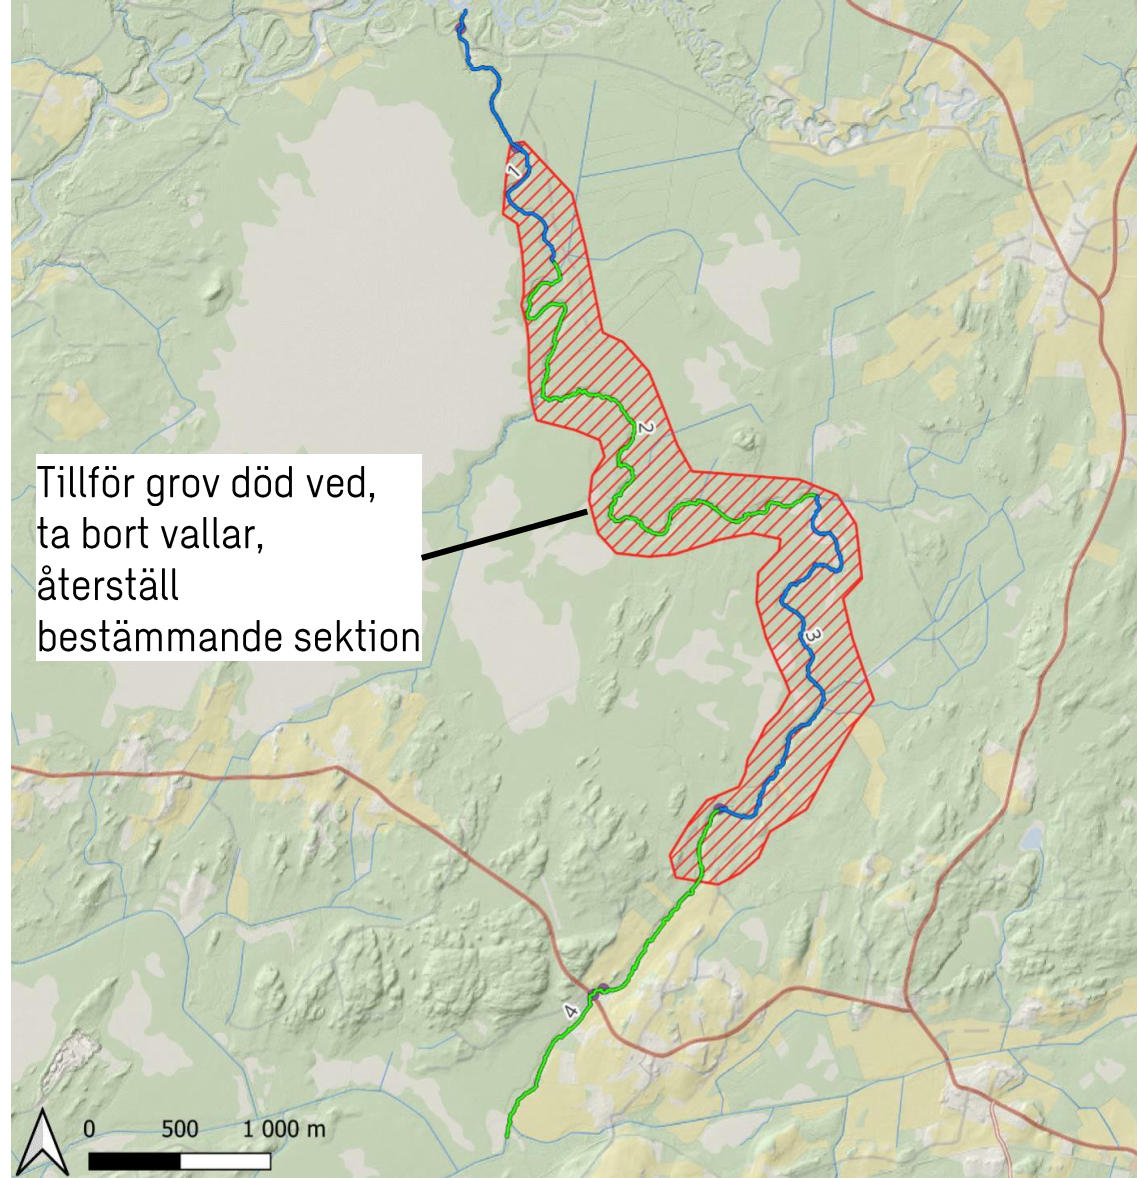 1
2
Tillför grov död ved,
ta bort vallar,
återställ
bestämmande sektion
3
4
0 500 1 000 m